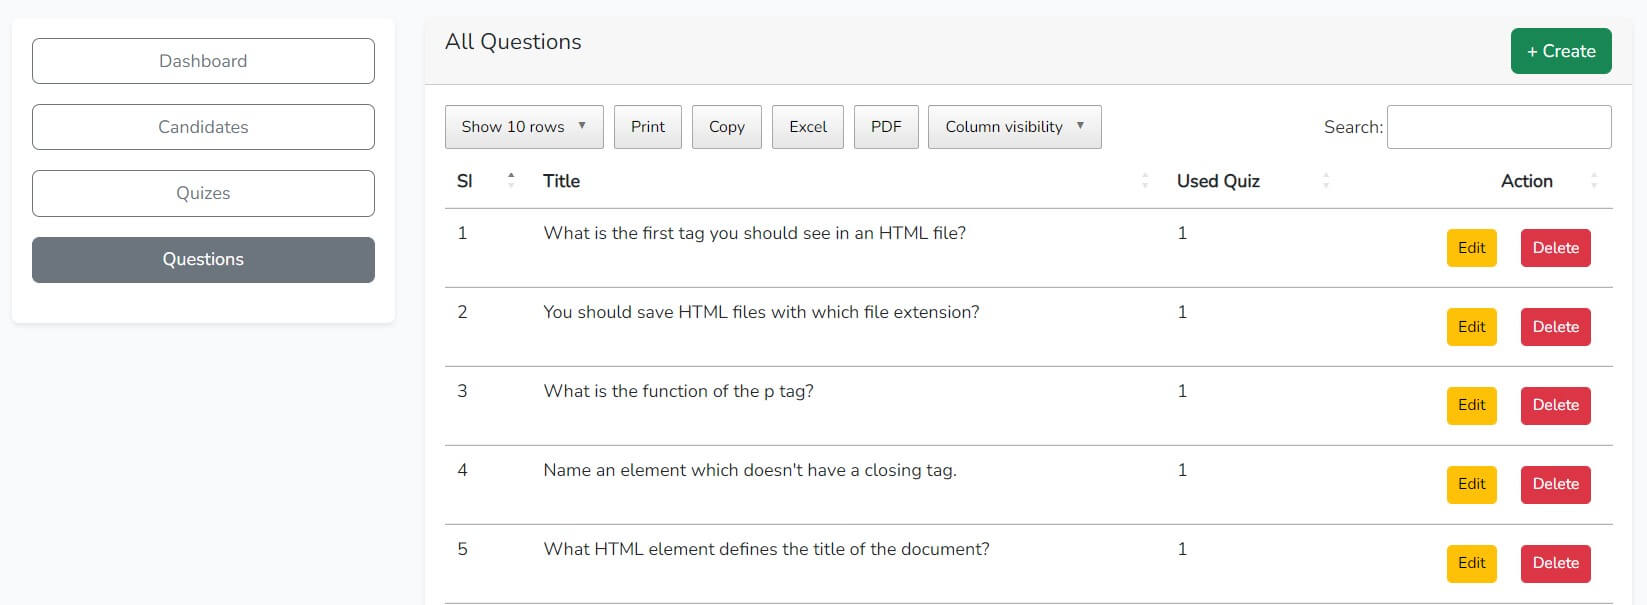 Dashboard
Candidates
Quizes
Questions
All Questions
+ Create
Show 10 rows Print Copy Excel PDF Column visibility Search:
Sl Title Used Quiz Action
1 What is the first tag you should see in an HTML file? 1 Edit Delete
2 You should save HTML files with which file extension? 1 Edit Delete
3 What is the function of the p tag? 1 Edit Delete
4 Name an element which doesn't have a closing tag. 1 Edit Delete
5 What HTML element defines the title of the document? 1 Edit Delete